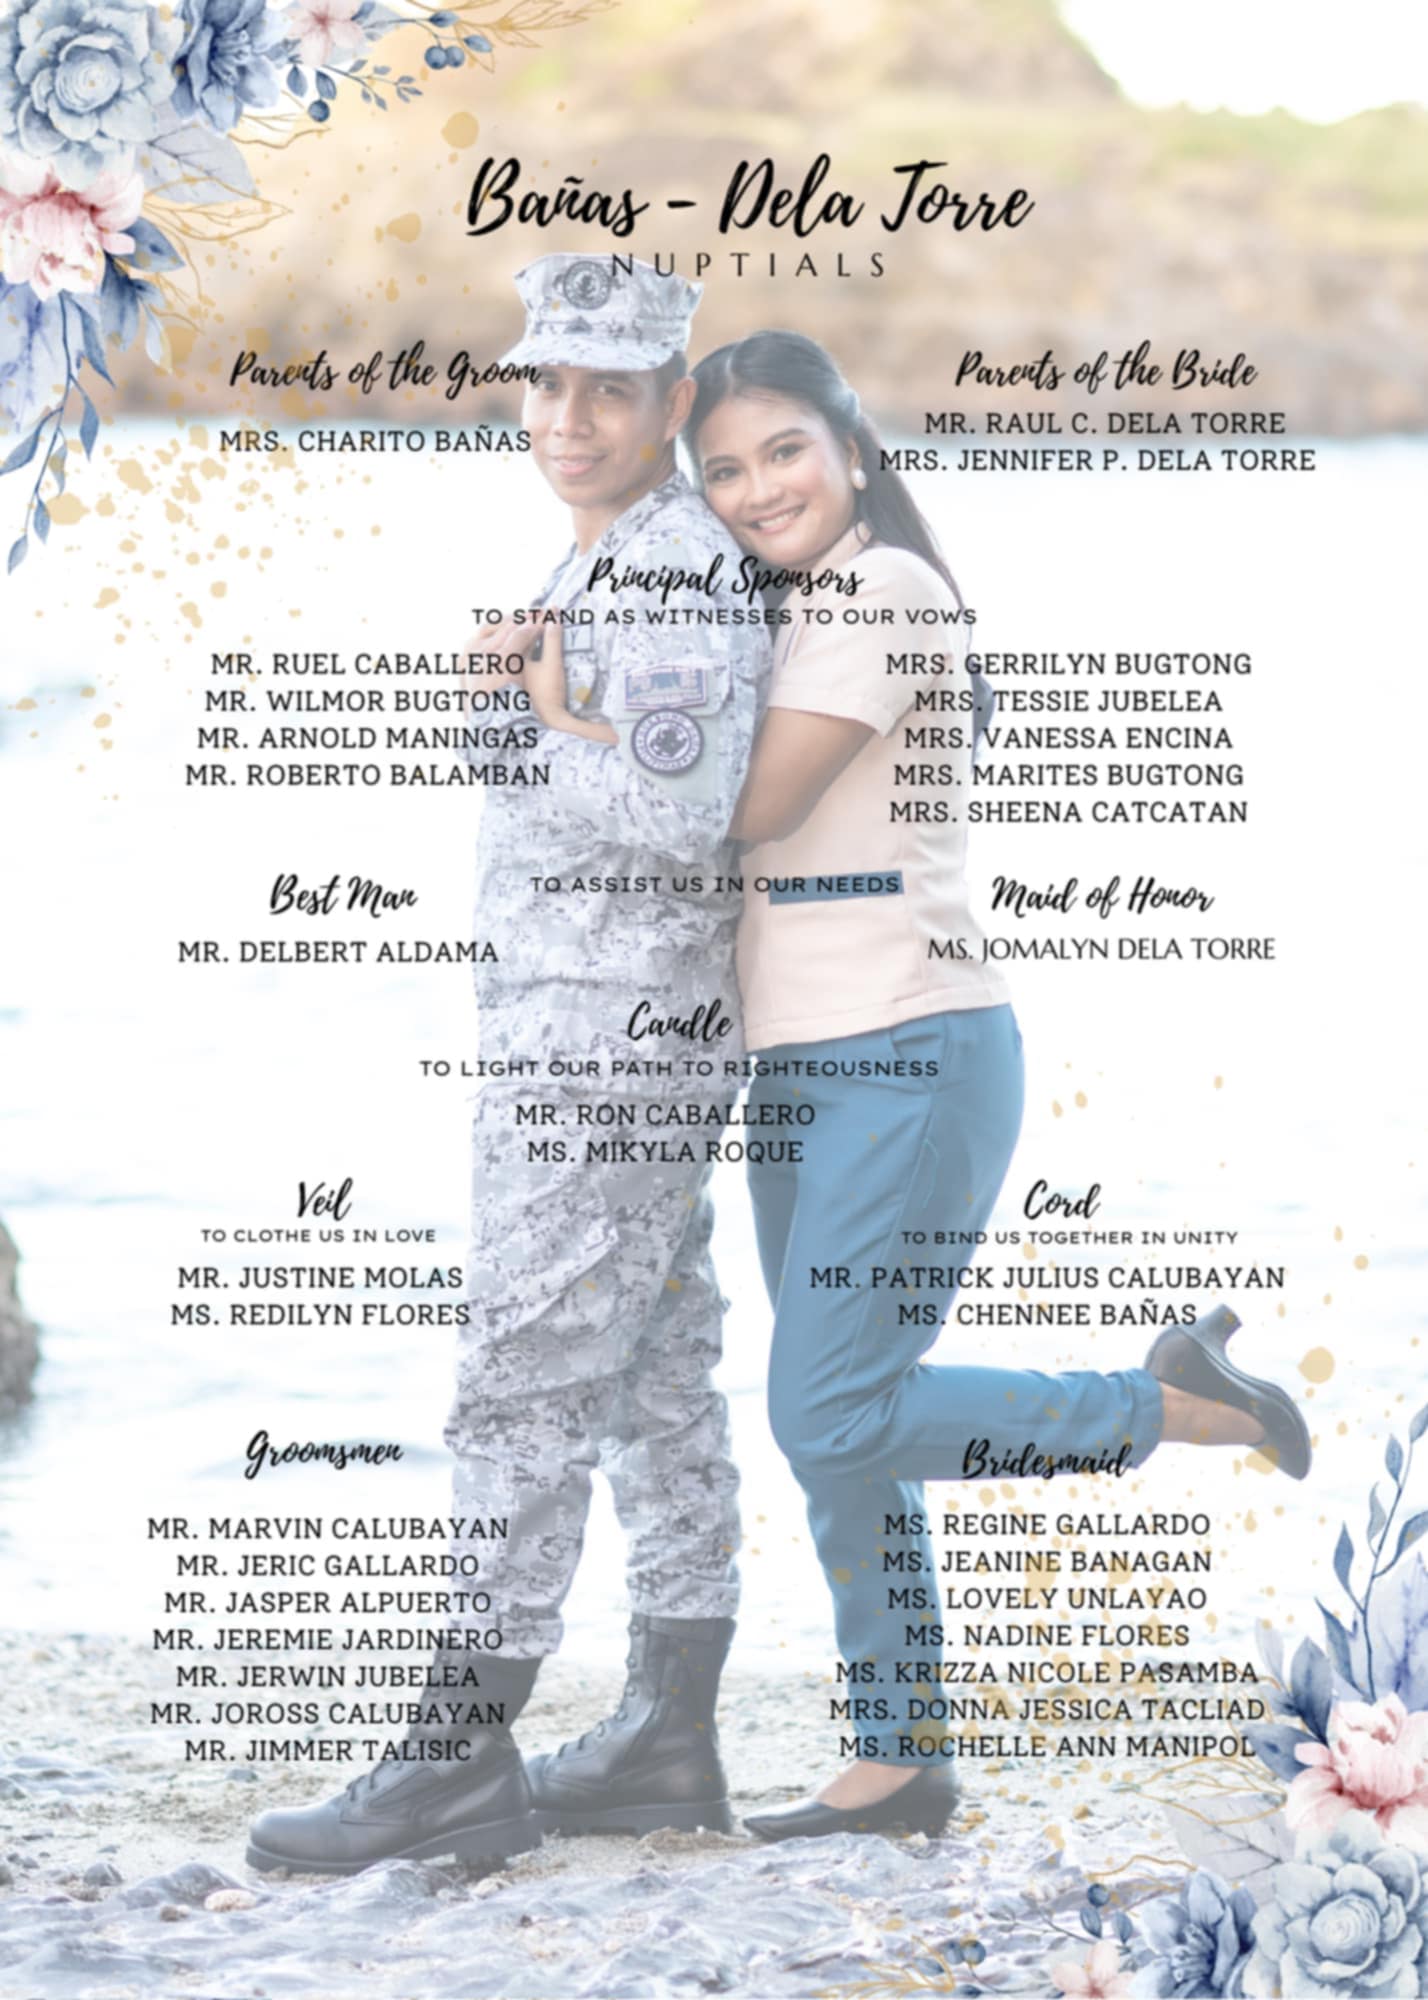 Bañas - Dela Torre
NUPTIALS
Parents of the Groom
MRS. CHARITO BAÑAS
Parents of the Bride
MR. RAUL C. DELA TORRE
MRS. JENNIFER P. DELA TORRE
Principal Sponsors
TO STAND AS WITNESSES TO OUR VOWS
MR. RUEL CABALLERO
MR. WILMOR BUGTONG
MR. ARNOLD MANINGAS
MR. ROBERTO BALAMBAN
MRS. GERRILYN BUGTONG
MRS. TESSIE JUBELEA
MRS. VANESSA ENCINA
MRS. MARITES BUGTONG
MRS. SHEENA CATCATAN
TO ASSIST US IN OUR NEEDS
Best Man
MR. DELBERT ALDAMA
Maid of Honor
MS. JOMALYN DELA TORRE
Candle
TO LIGHT OUR PATH TO RIGHTEOUSNESS
MR. RON CABALLERO
MS. MIKYLA ROQUE
Veil
TO CLOTHE US IN LOVE
MR. JUSTINE MOLAS
MS. REDILYN FLORES
Cord
TO BIND US TOGETHER IN UNITY
MR. PATRICK JULIUS CALUBAYAN
MS. CHENNEE BAÑAS
Groomsmen
MR. MARVIN CALUBAYAN
MR. JERIC GALLARDO
MR. JASPER ALPUERTO
MR. JEREMIE JARDINERO
MR. JERWIN JUBELEA
MR. JOROSS CALUBAYAN
MR. JIMMER TALISIC
Bridesmaid
MS. REGINE GALLARDO
MS. JEANINE BANAGAN
MS. LOVELY UNLAYAO
MS. NADINE FLORES
MS. KRIZZA NICOLE PASAMBA
MRS. DONNA JESSICA TACLIAD
MS. ROCHELLE ANN MANIPOL